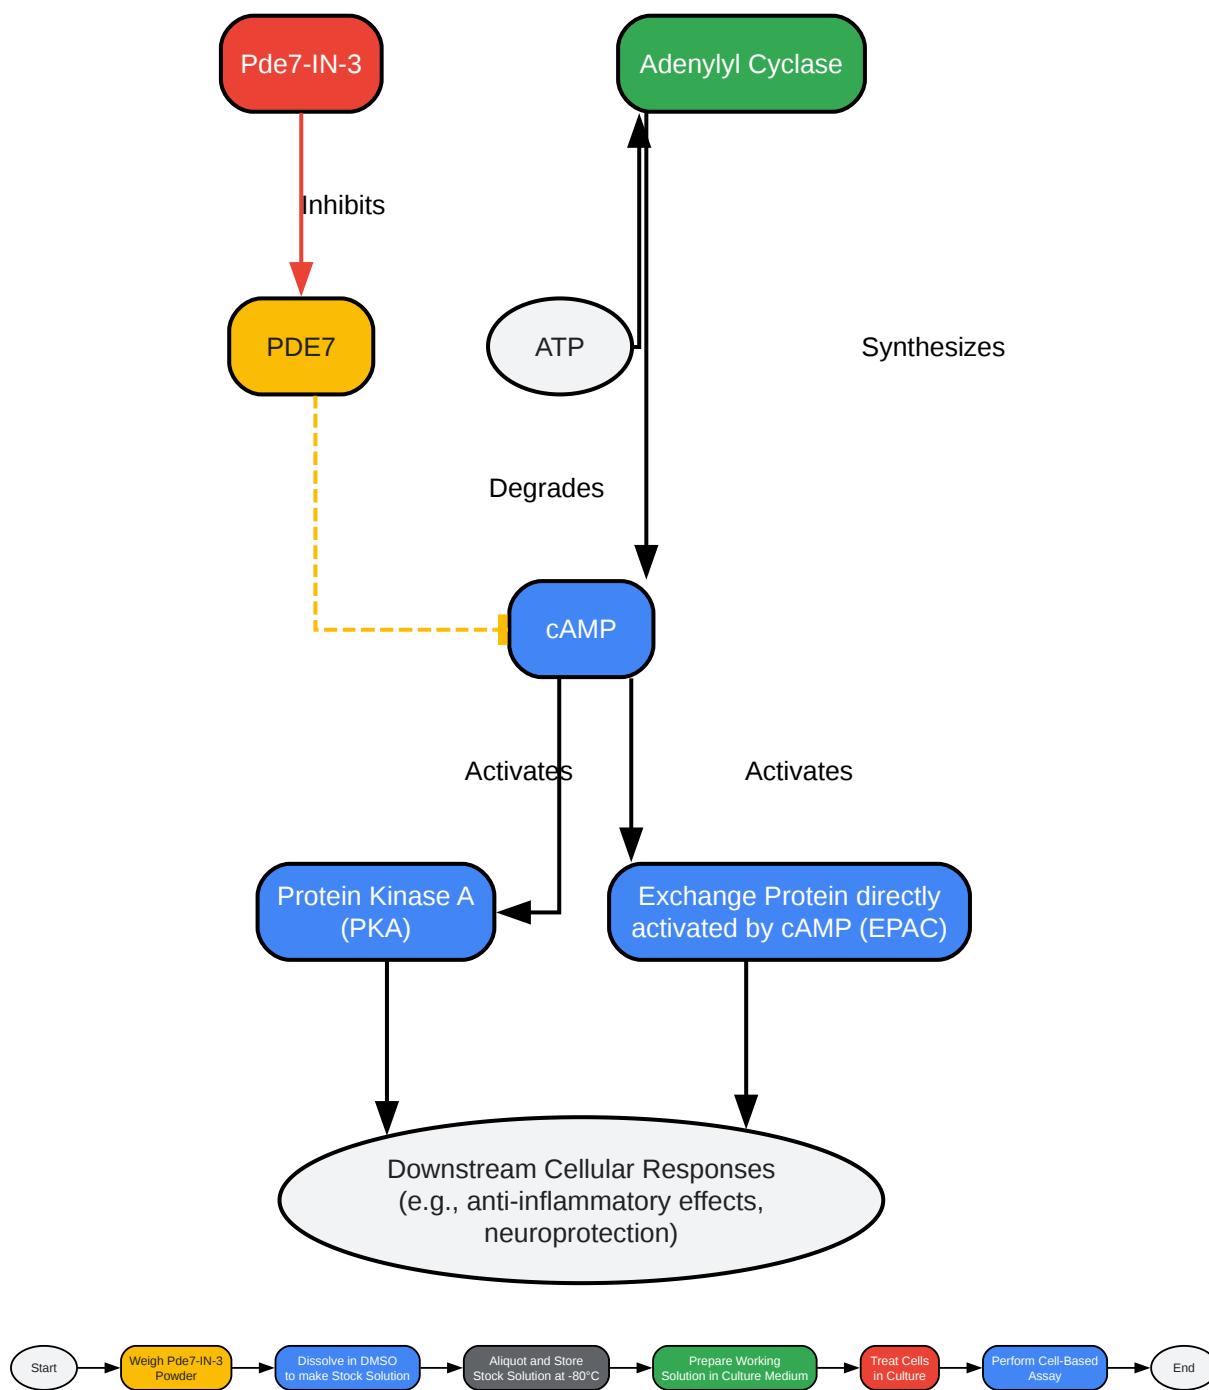 Pde7-IN-3
Adenylyl Cyclase
Inhibits
PDE7
ATP
Synthesizes
Degrades
cAMP
Activates
Activates
Protein Kinase A
(PKA)
Exchange Protein directly
activated by cAMP (EPAC)
Downstream Cellular Responses
(e.g., anti-inflammatory effects,
neuroprotection)
Start
Weigh Pde7-IN-3
Powder
Dissolve in DMSO
to make Stock Solution
Aliquot and Store
Stock Solution at -80°C
Prepare Working
Solution in Culture Medium
Treat Cells
in Culture
Perform Cell-Based
Assay
End